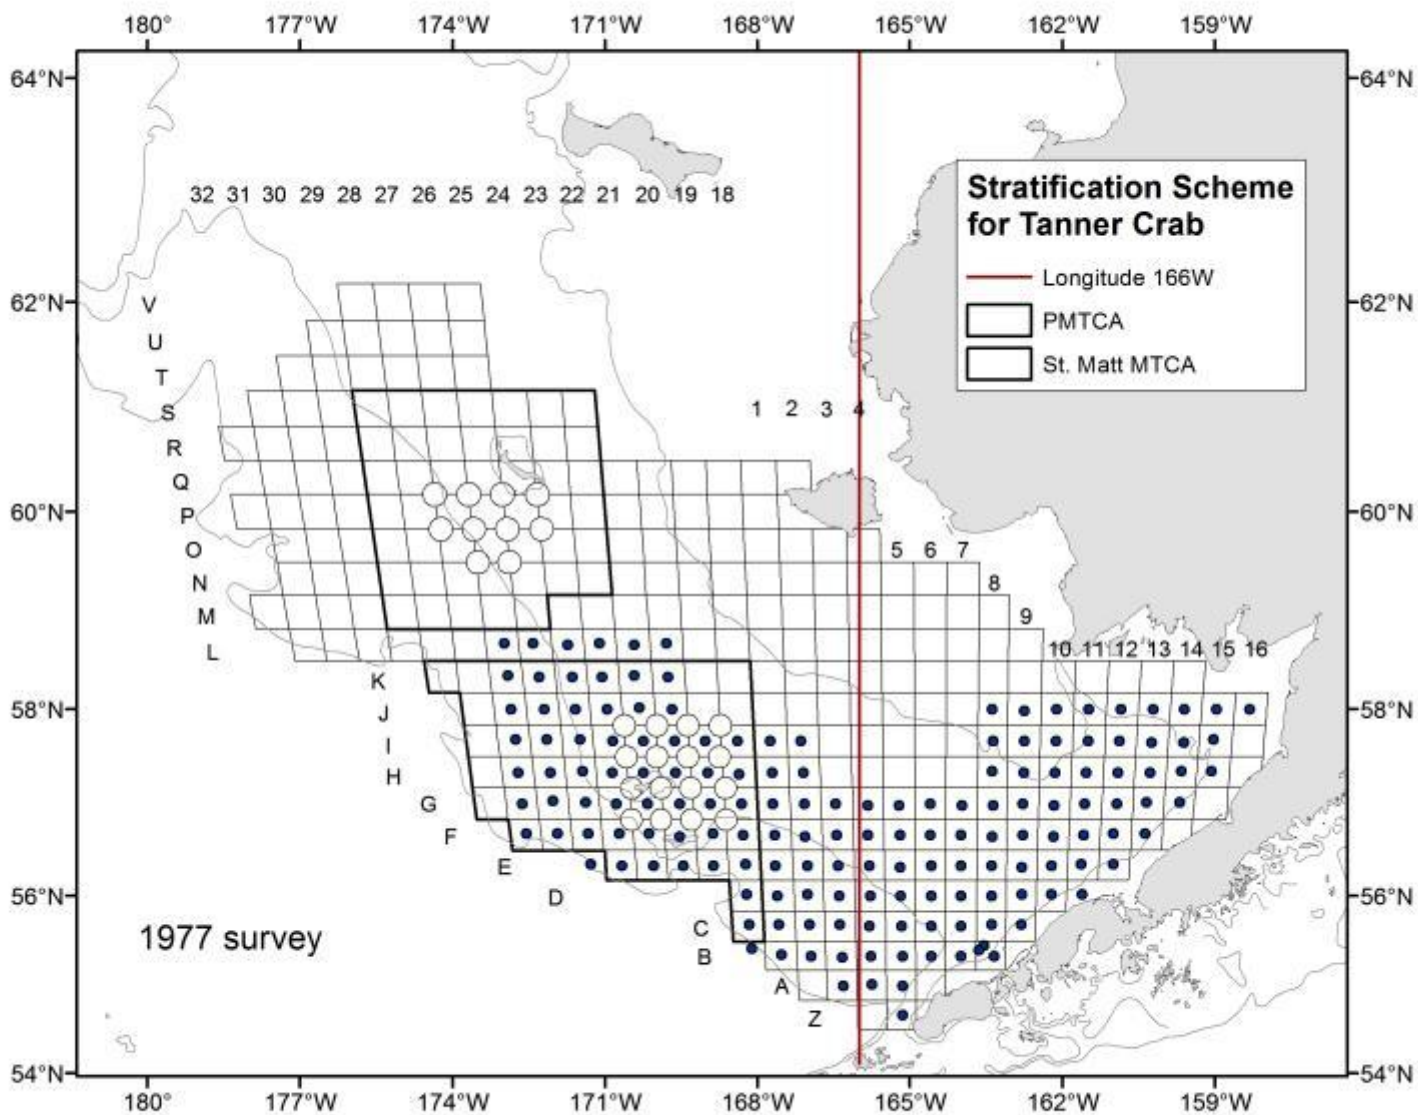 180° 177°W 174°W 171°W 168°W 165°W 162°W 159°W
64°N 64°N
Stratification Scheme
for Tanner Crab
32 31 30 29 28 27 26 25 24 23 22 21 20 19 18
Longitude 166W
62°N 62°N
V
PMTCA
U
St. Matt MTCA
T
S 1 2 3 4
R
Q
60°N 60°N
P
O 5 6 7
N 8
M 9
L 10 11 12 13 14 15 16
K
58°N 58°N
J
I
H
G
F
E
56°N 56°N
D
C
1977 survey
B
A
Z
54°N 54°N
180° 177°W 174°W 171°W 168°W 165°W 162°W 159°W